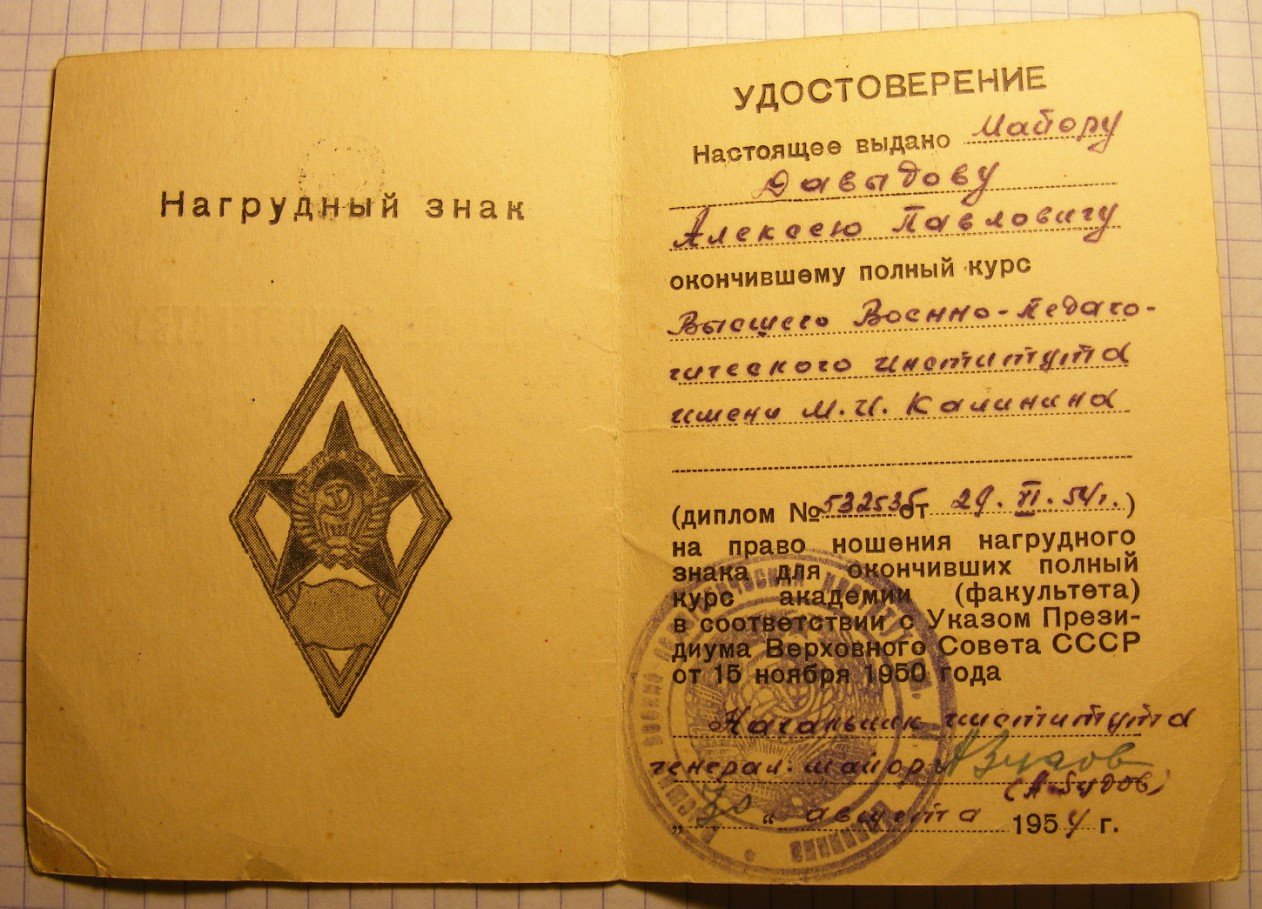 Нагрудный знак
УДОСТОВЕРЕНИЕ
Настоящее выдано Майору
Давыдову
Алексею Павловичу
окончившему полный курс
Высшего Военно-Педаго-
гического института
имени М.И. Калинина
(диплом № 532535 от 29. VI. 54г.)
на право ношения нагрудного
знака для окончивших полный
курс академии (факультета)
в соответствии с Указом Прези-
диума Верховного Совета СССР
от 15 ноября 1950 года
Начальник института
генерал-майор
„ “ августа 1954 г.